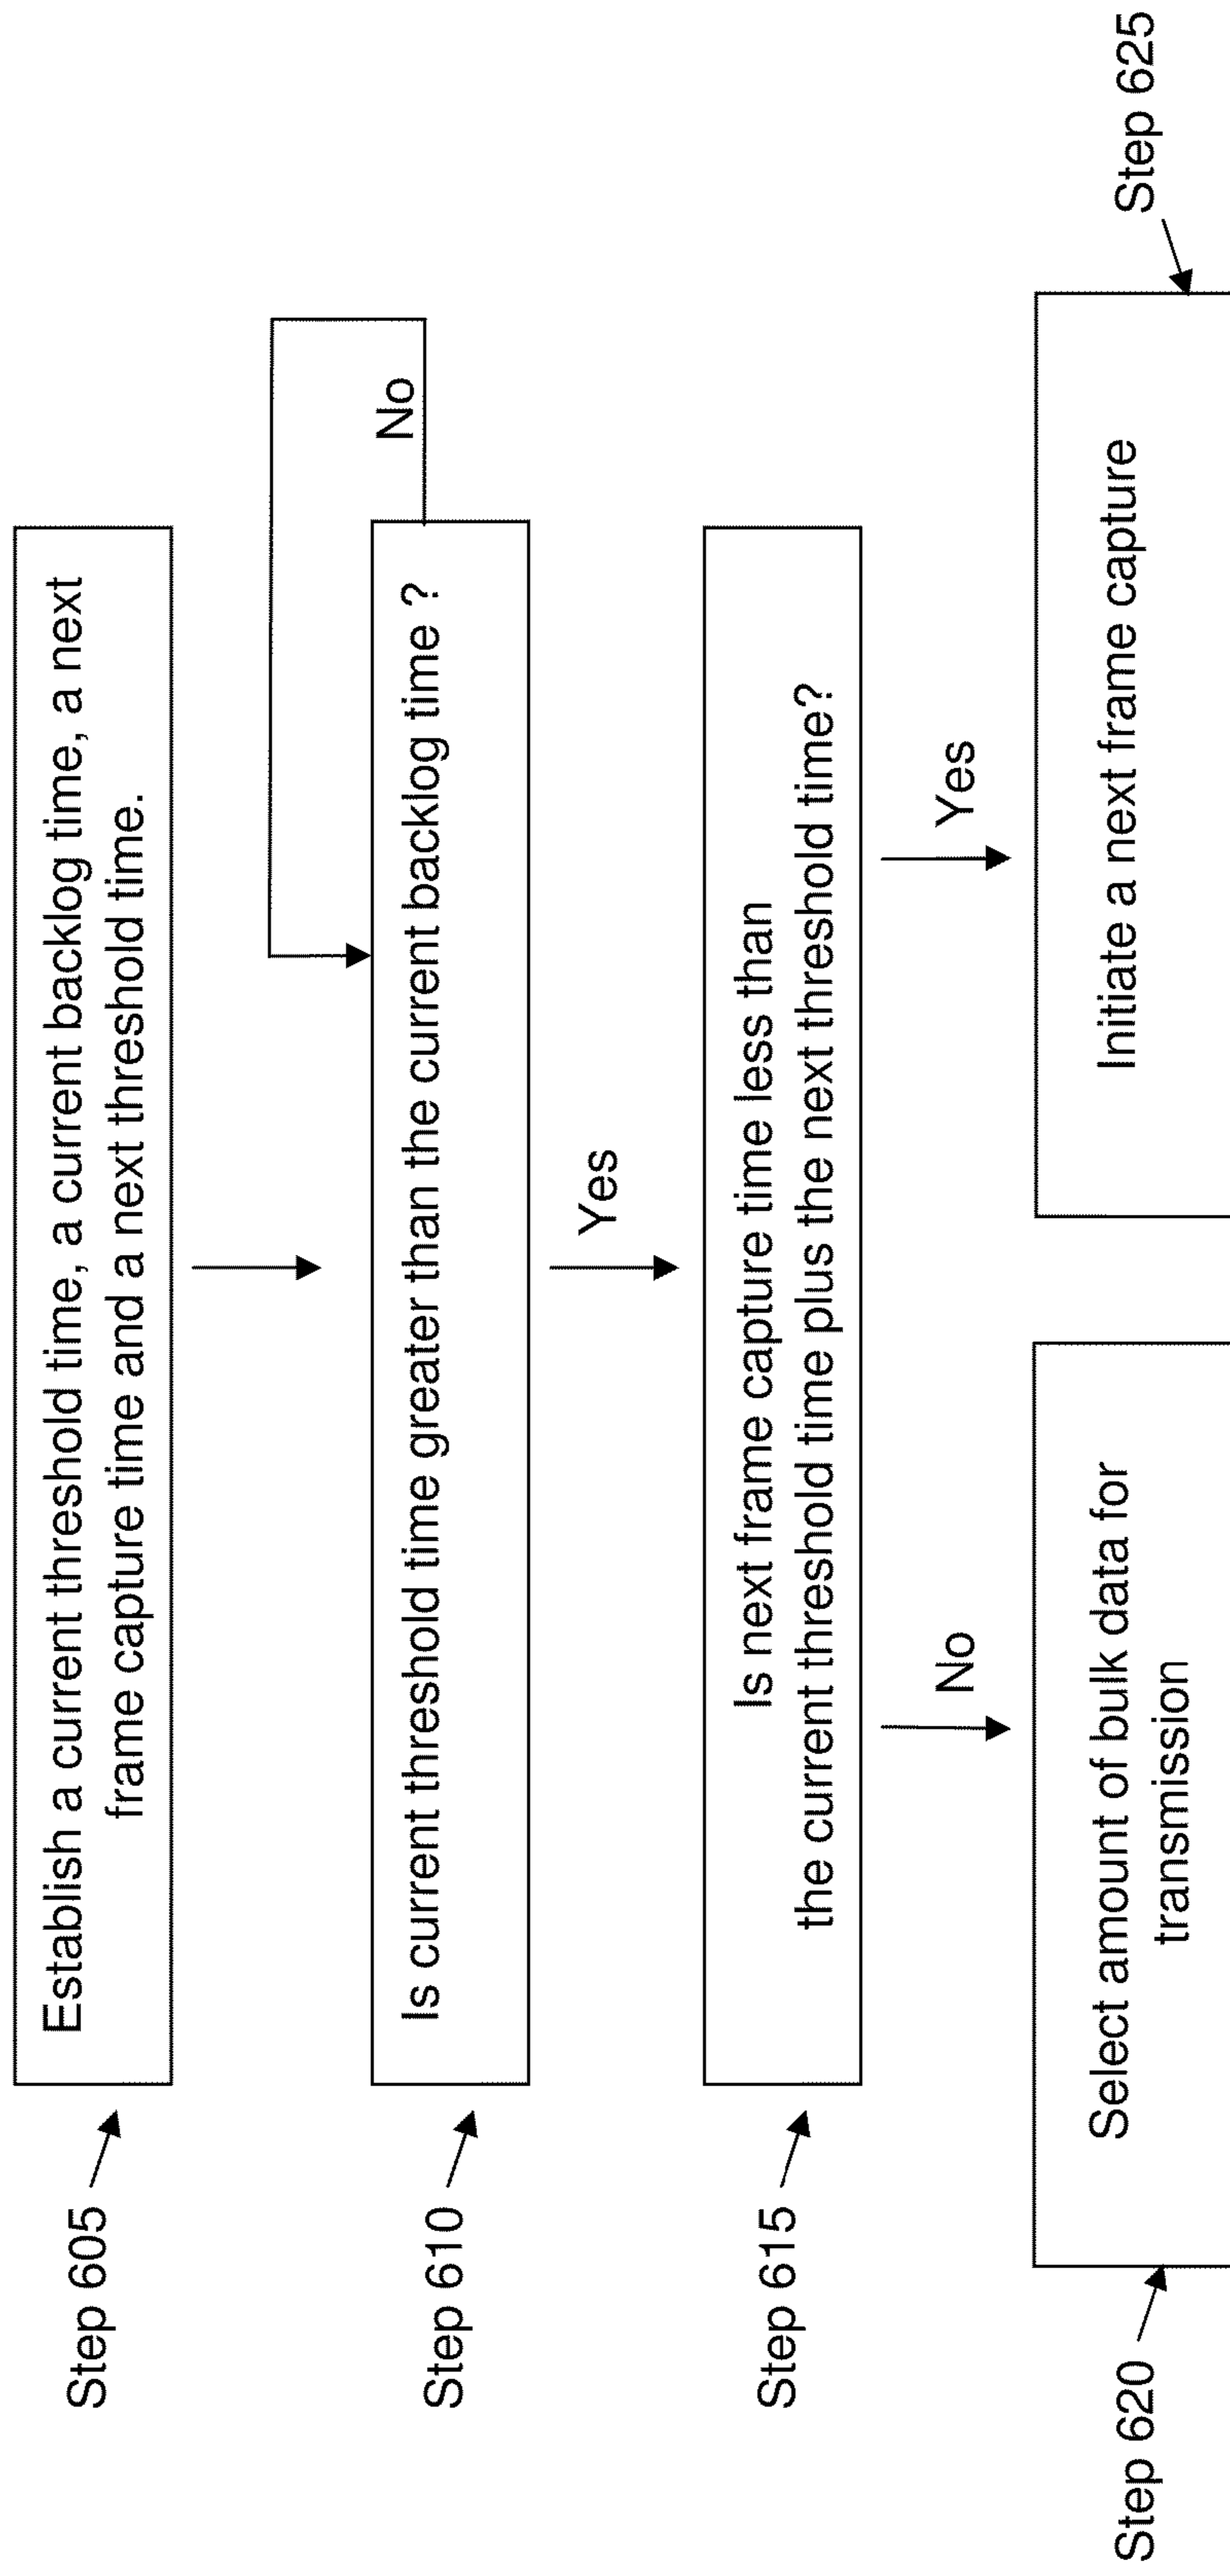 Step 605
Establish a current threshold time, a current backlog time, a next
frame capture time and a next threshold time.
Step 610
Is current threshold time greater than the current backlog time ?
No
Yes
Step 615
Is next frame capture time less than
the current threshold time plus the next threshold time?
No
Yes
Step 620
Select amount of bulk data for
transmission
Initiate a next frame capture
Step 625